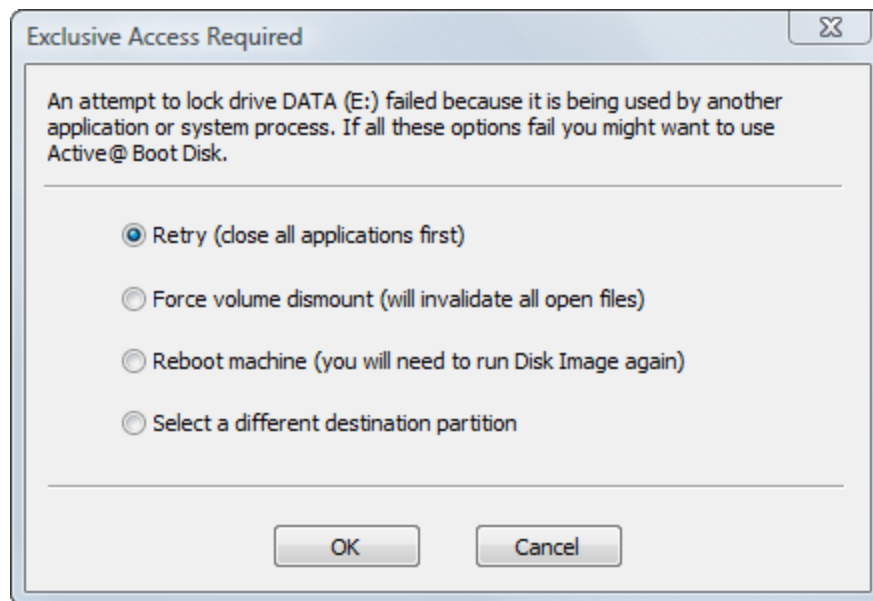 Exclusive Access Required
An attempt to lock drive DATA (E:) failed because it is being used by another
application or system process. If all these options fail you might want to use
Active@ Boot Disk.
Retry (close all applications first)
Force volume dismount (will invalidate all open files)
Reboot machine (you will need to run Disk Image again)
Select a different destination partition
OK
Cancel